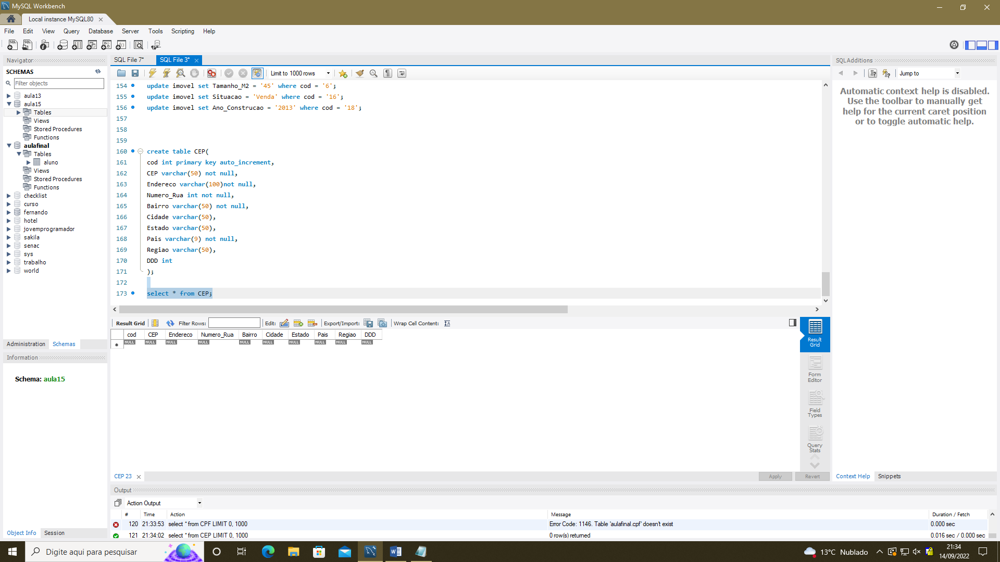 MySQL Workbench
Local instance MySQL80
File Edit View Query Database Server Tools Scripting Help
Navigator
SCHEMAS
Filter objects
aula13
aula15
Tables
Views
Stored Procedures
Functions
aulafinal
Tables
aluno
Views
Stored Procedures
Functions
checklist
curso
fernando
hotel
jovemprogramador
sakila
senac
sys
trabalho
world
Administration Schemas
Information
Schema: aula15
Object Info Session
SQL File 7* SQL File 3*
Limit to 1000 rows
154 update imovel set Tamanho_M2 = '45' where cod = '6';
155 update imovel set Situacao = 'Venda' where cod = '16';
156 update imovel set Ano_Construcao = '2013' where cod = '18';
157
158
159
160 create table CEP(
161 cod int primary key auto_increment,
162 CEP varchar(50) not null,
163 Endereco varchar(100)not null,
164 Numero_Rua int not null,
165 Bairro varchar(50) not null,
166 Cidade varchar(50),
167 Estado varchar(50),
168 Pais varchar(9) not null,
169 Regiao varchar(50),
170 DDD int
171 );
172
173 select * from CEP;
Result Grid Filter Rows: Edit: Export/Import: Wrap Cell Content:
cod CEP Endereco Numero_Rua Bairro Cidade Estado Pais Regiao DDD
NULL NULL NULL NULL NULL NULL NULL NULL NULL NULL
Result
Grid
Form
Editor
Field
Types
Query
Stats
CEP 23
Apply Revert
SQLAdditions
Jump to
Automatic context help is disabled.
Use the toolbar to manually get
help for the current caret position
or to toggle automatic help.
Context Help Snippets
Output
Action Output
# Time Action Message Duration / Fetch
120 21:33:53 select * from CPF LIMIT 0, 1000 Error Code: 1146. Table 'aulafinal.cpf' doesn't exist 0.000 sec
121 21:34:02 select * from CEP LIMIT 0, 1000 0 row(s) returned 0.016 sec / 0.000 sec
Digite aqui para pesquisar
13°C Nublado
21:34
14/09/2022